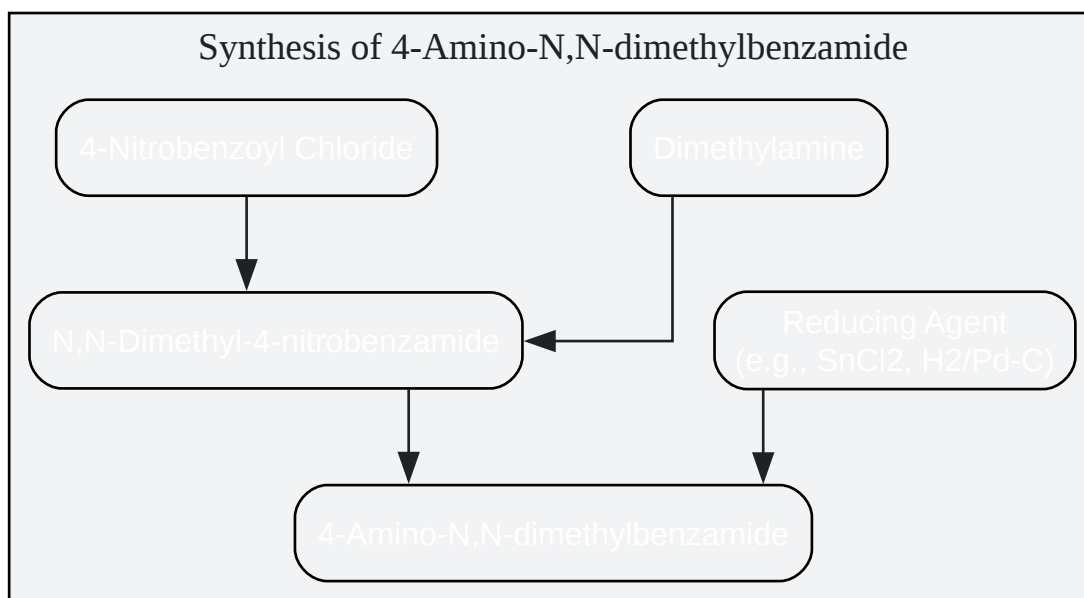 Synthesis of 4-Amino-N,N-dimethylbenzamide
4-Nitrobenzoyl Chloride
Dimethylamine
N,N-Dimethyl-4-nitrobenzamide
Reducing Agent
(e.g., SnCl2, H2/Pd-C)
4-Amino-N,N-dimethylbenzamide